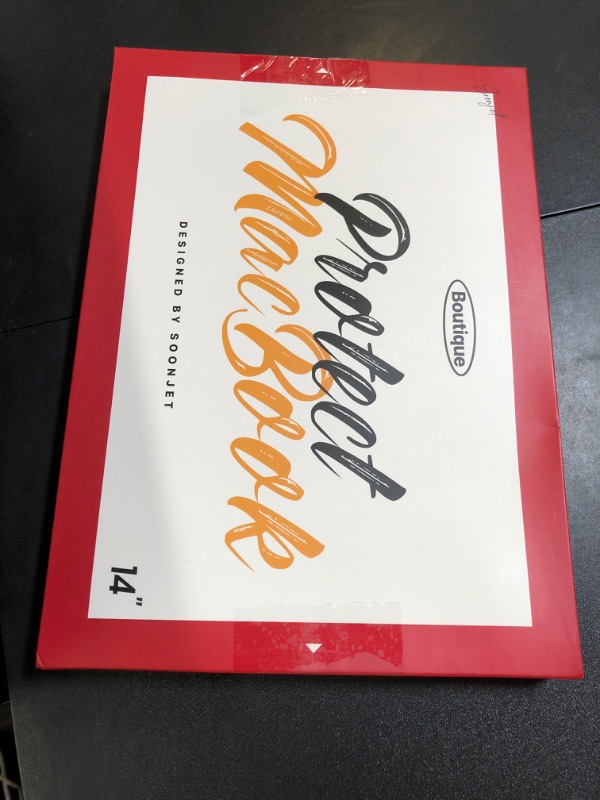 Boutique
Protect
MacBook
DESIGNED BY SOONJET
14"